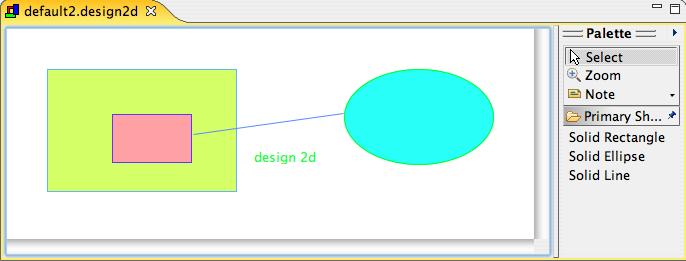 default2.design2d
Palette
Select
Zoom
Note
Primary Sh...
Solid Rectangle
Solid Ellipse
Solid Line
design 2d